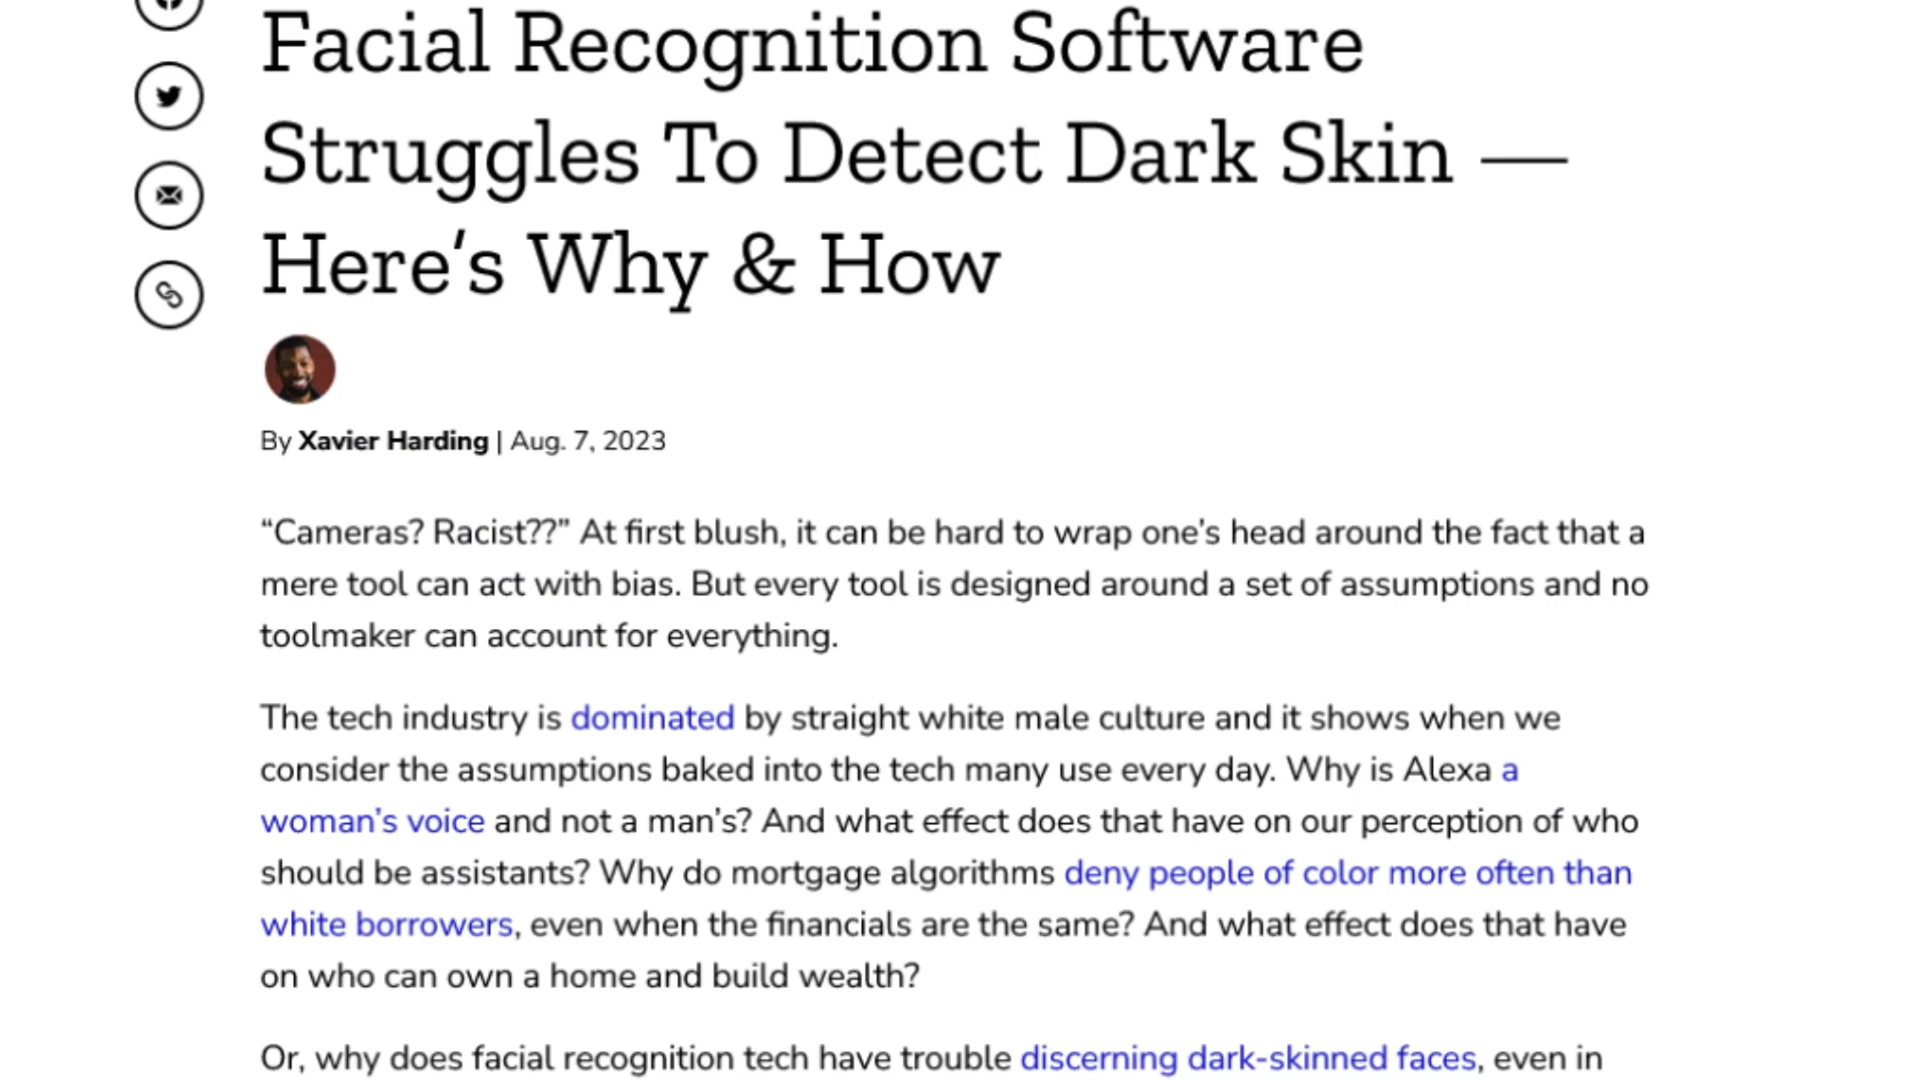 Facial Recognition Software
Struggles To Detect Dark Skin —
Here’s Why & How
By Xavier Harding | Aug. 7, 2023
“Cameras? Racist??” At first blush, it can be hard to wrap one’s head around the fact that a
mere tool can act with bias. But every tool is designed around a set of assumptions and no
toolmaker can account for everything.
The tech industry is dominated by straight white male culture and it shows when we
consider the assumptions baked into the tech many use every day. Why is Alexa a
woman’s voice and not a man’s? And what effect does that have on our perception of who
should be assistants? Why do mortgage algorithms deny people of color more often than
white borrowers, even when the financials are the same? And what effect does that have
on who can own a home and build wealth?
Or, why does facial recognition tech have trouble discerning dark-skinned faces, even in